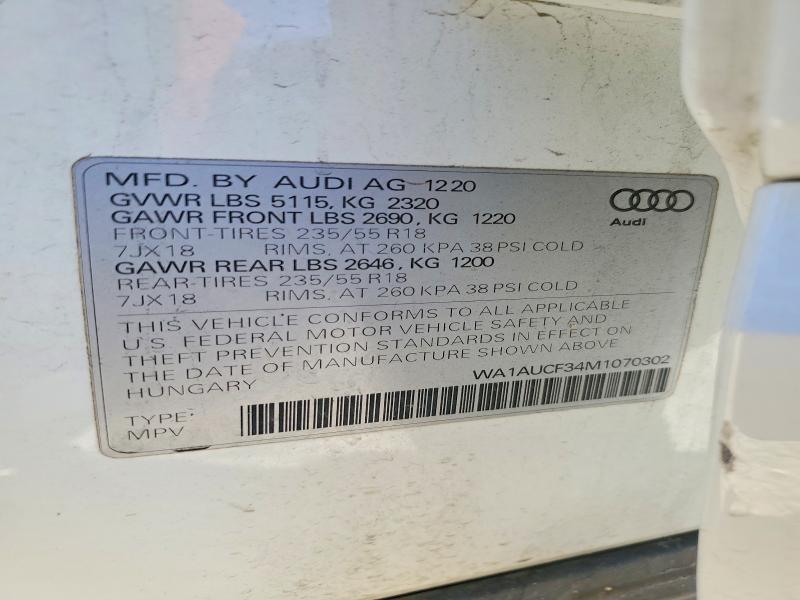 MFD. BY AUDI AG 1220
GVWR LBS 5115, KG 2320
GAWR FRONT LBS 2690, KG 1220
FRONT-TIRES 235/55 R18
7JX18 RIMS, AT 260 KPA 38 PSI COLD
GAWR REAR LBS 2646, KG 1200
REAR-TIRES 235/55 R18
7JX18 RIMS, AT 260 KPA 38 PSI COLD
Audi
THIS VEHICLE CONFORMS TO ALL APPLICABLE
U.S. FEDERAL MOTOR VEHICLE SAFETY AND
THEFT PREVENTION STANDARDS IN EFFECT ON
THE DATE OF MANUFACTURE SHOWN ABOVE
HUNGARY
WA1AUCF34M1070302
TYPE:
MPV